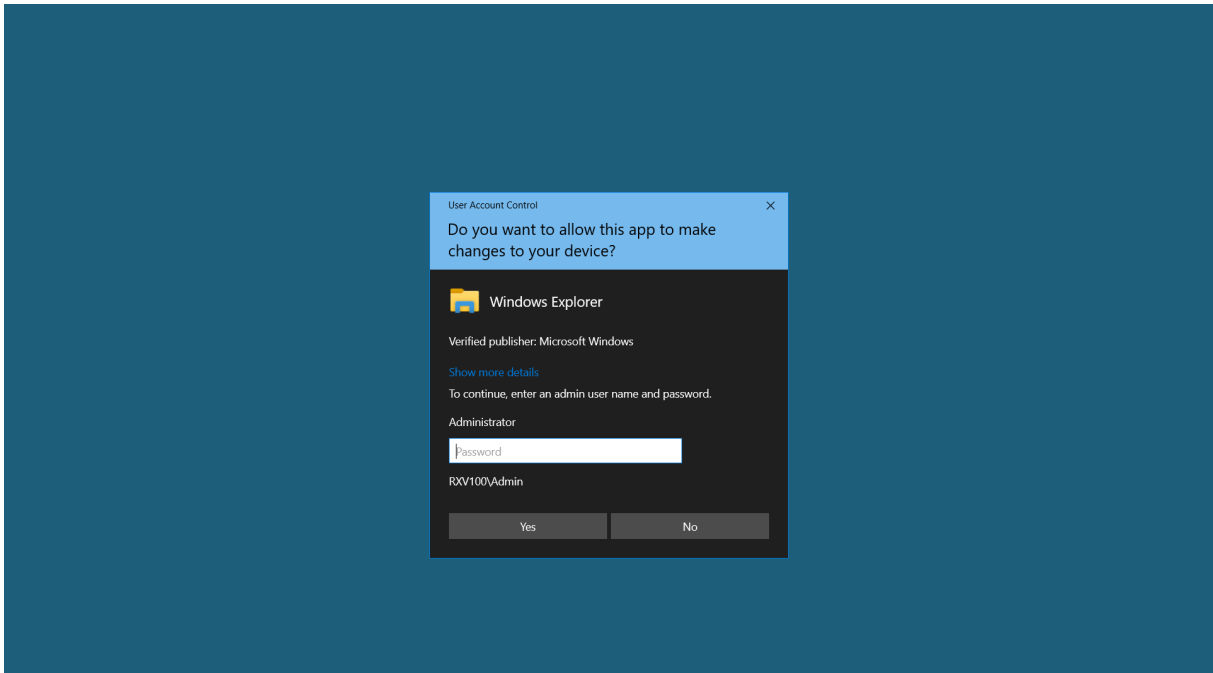 User Account Control
Do you want to allow this app to make
changes to your device?
Windows Explorer
Verified publisher: Microsoft Windows
Show more details
To continue, enter an admin user name and password.
Administrator
Password
RXV100\Admin
Yes
No